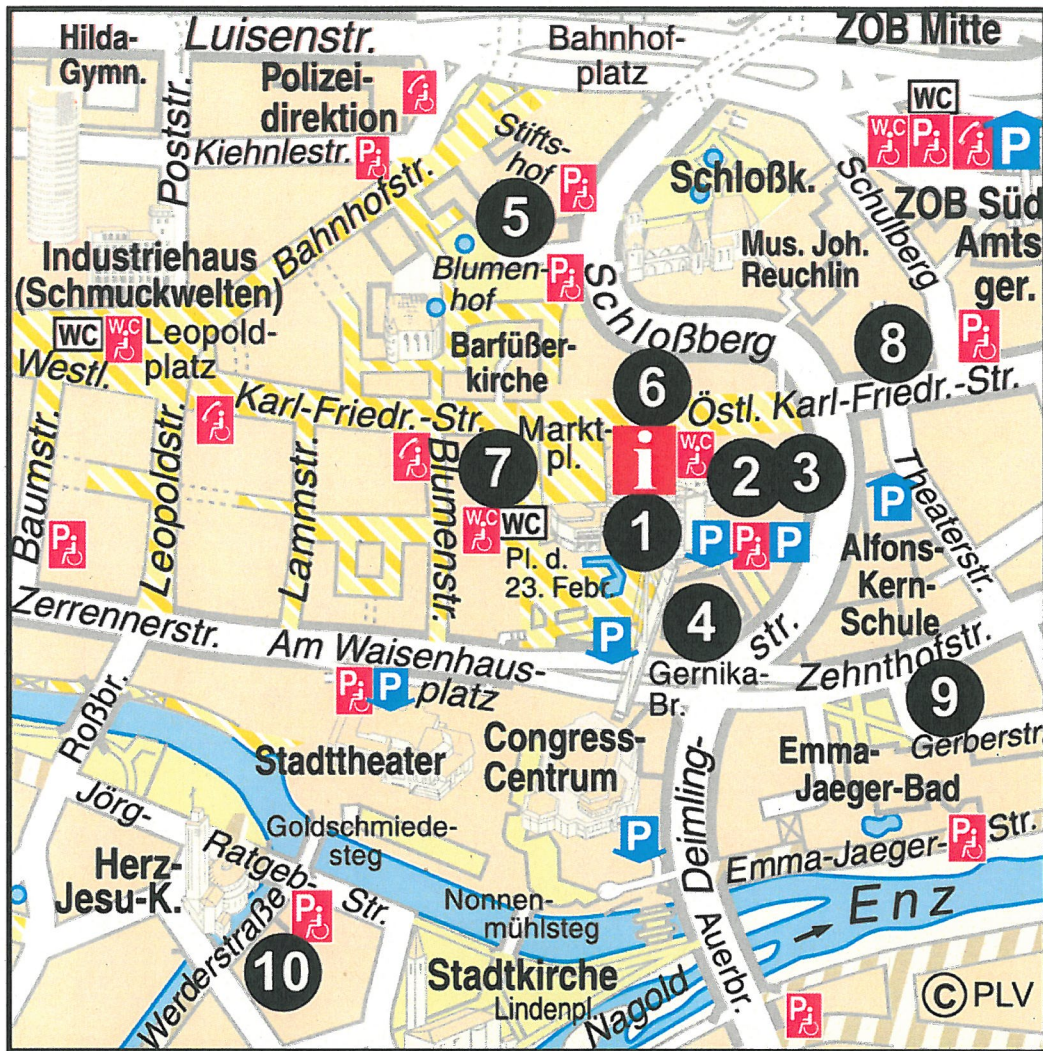 Hilda-
Gymn.
Luisenstr.
Bahnhof-
platz
ZOB Mitte
Polizei-
direktion
Poststr.
Kiehnlestr.
P
Bahnhofstr.
Stifts-
hof
P
5
Schloßk.
WC
WC
P
P
Schulberg
ZOB Süd
Amts-
ger.
P
Mus. Joh.
Reuchlin
Industriehaus
(Schmuckwelten)
WC
WC
Leopold-
platz
Blumen-
hof
P
Barfüßer-
kirche
Schloßberg
6
8
Westl.
Karl-Friedr.-Str.
Östl. Karl-Friedr.-Str.
Markt-
pl.
i
WC
7
2
3
1
WC
WC
Pl. d.
23. Febr.
P
P
P
P
Baumstr.
P
Leopoldstr.
Lammstr.
Blumenstr.
Theaterstr.
P
Alfons-
Kern-
Schule
4
Gernika-
Br.
Zerrennerstr.
Am Waisenhaus-
platz
P
P
Zehnthofstr.
9
Gerberstr.
Roßbr.
Stadttheater
Congress-
Centrum
P
Deimling-
str.
Emma-
Jaeger-Bad
Emma-Jaeger-
P
Str.
Jörg-
Ratgeb-
Str.
Goldschmiede-
steg
Herz-
Jesu-K.
P
10
Werderstraße
Nonnen-
mühlsteg
Stadtkirche
Lindenpl.
Auerbr.
Enz
Nagold
P
© PLV